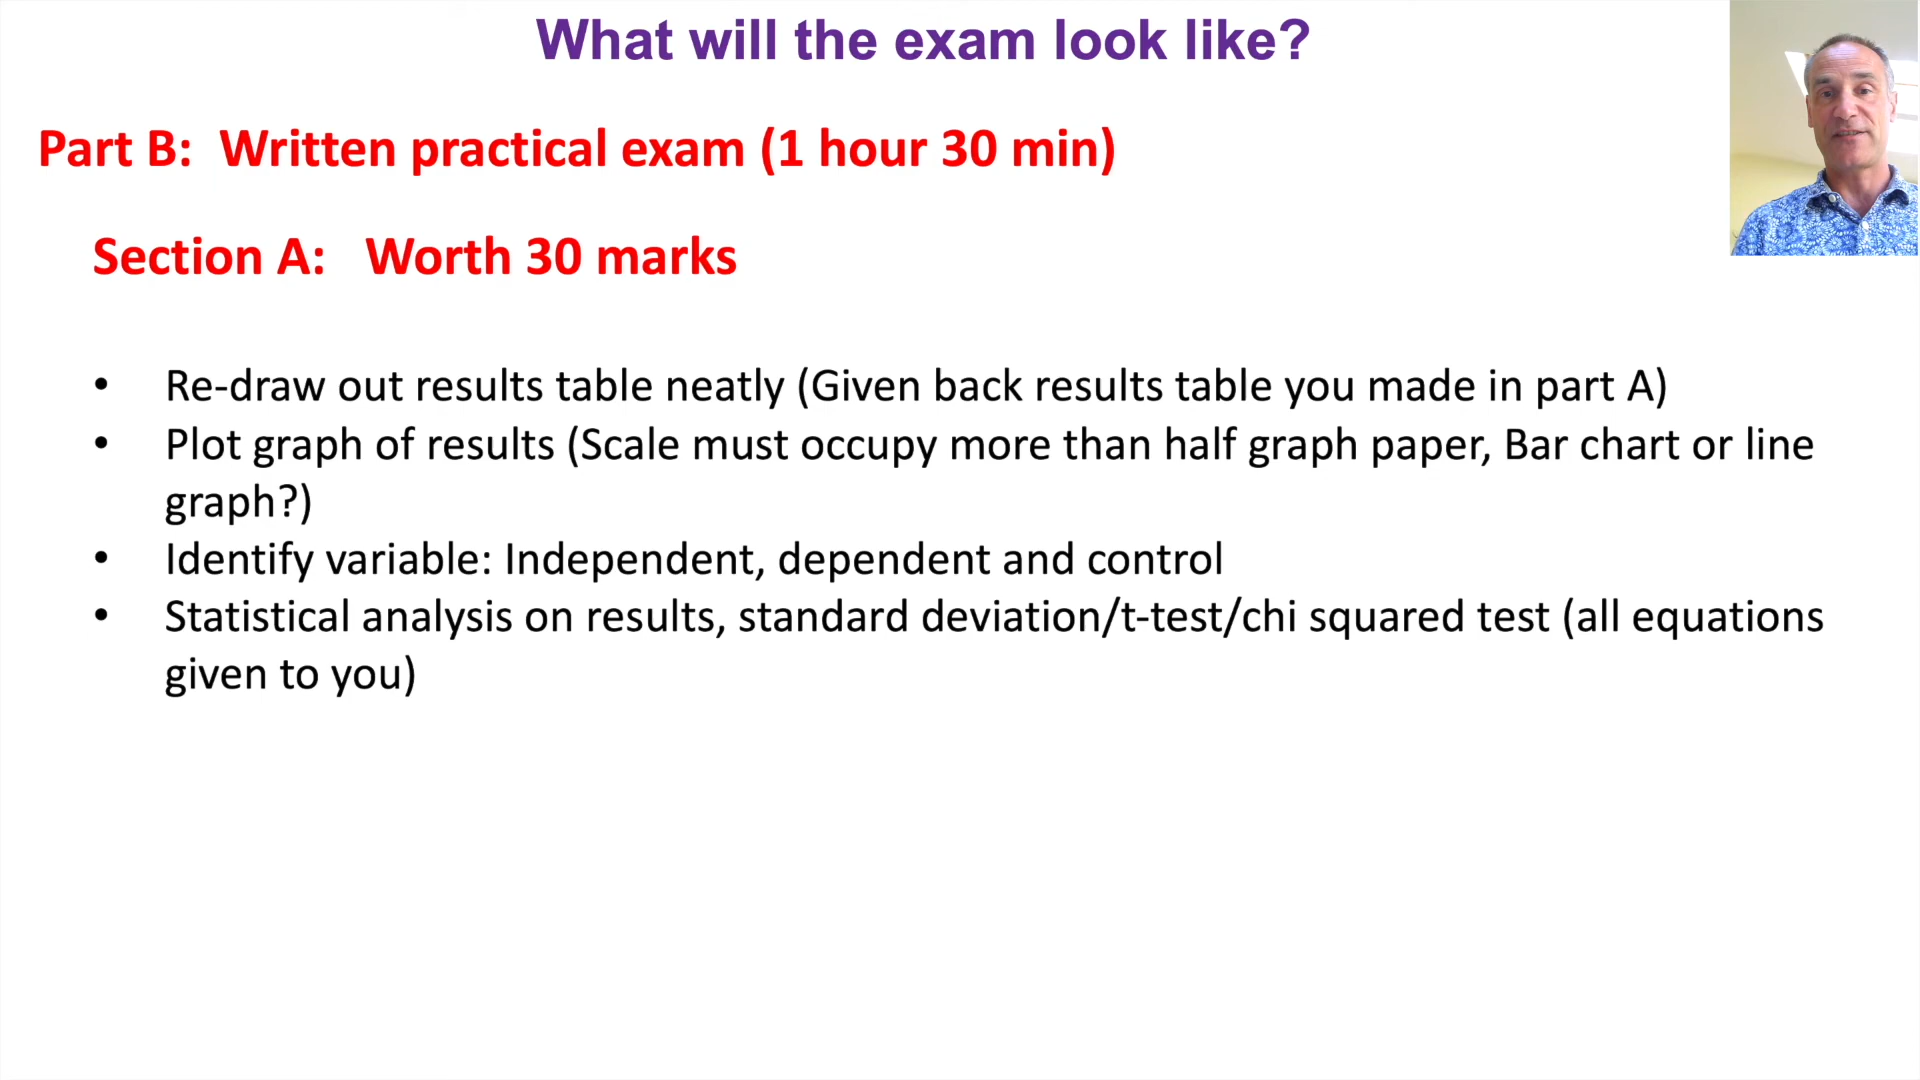 What will the exam look like?
Part B: Written practical exam (1 hour 30 min)
Section A: Worth 30 marks
• Re-draw out results table neatly (Given back results table you made in part A)
• Plot graph of results (Scale must occupy more than half graph paper, Bar chart or line
graph?)
• Identify variable: Independent, dependent and control
• Statistical analysis on results, standard deviation/t-test/chi squared test (all equations
given to you)